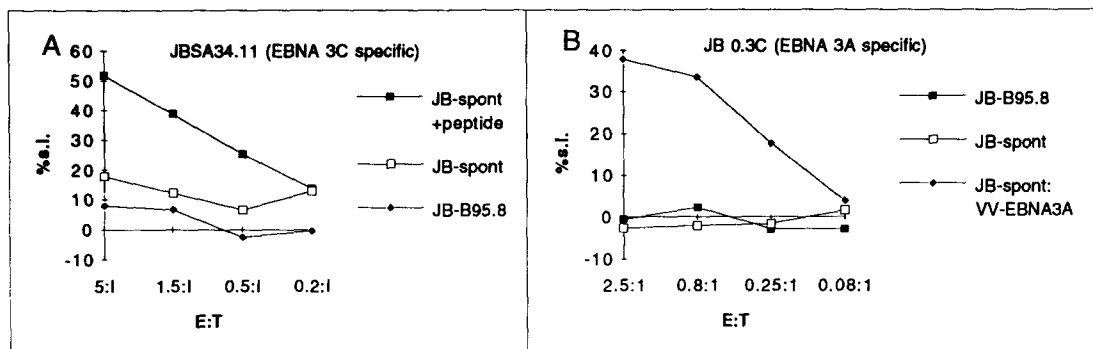 A
JBSA34.11 (EBNA 3C specific)
60
50
40
30
20
10
0
-10
%s.l.
5:I
1.5:I
0.5:I
0.2:I
E:T
JB-spont
+peptide
JB-spont
JB-B95.8
B
JB 0.3C (EBNA 3A specific)
40
30
20
10
0
-10
%s.l.
2.5:1
0.8:1
0.25:1
0.08:1
E:T
JB-B95.8
JB-spont
JB-spont:
VV-EBNA3A